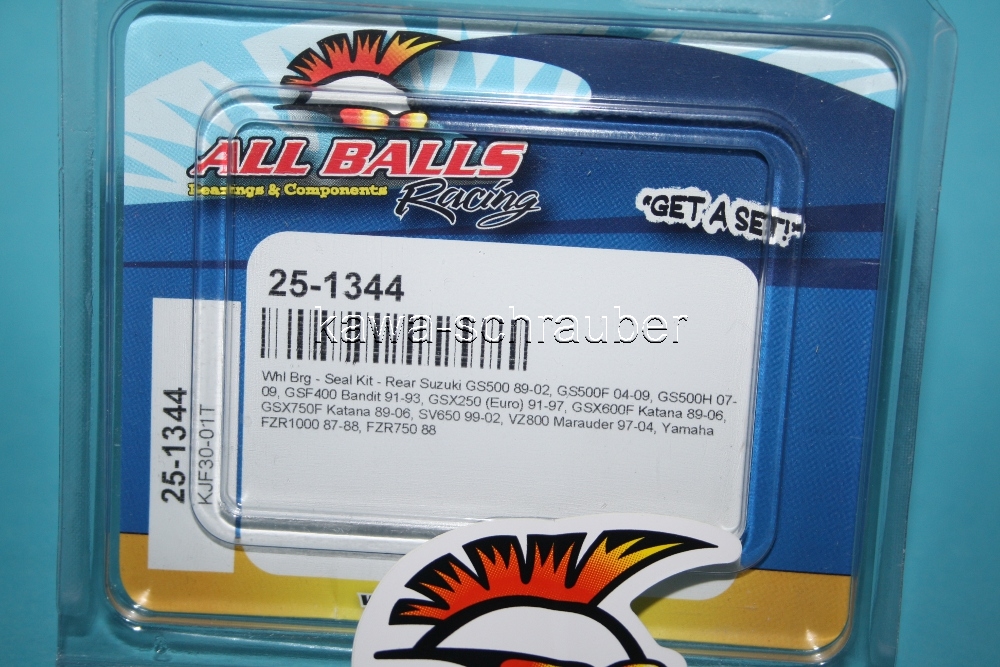 ALL BALLS
Bearings & Components
Racing
"GET A SET!"
25-1344
kawa-schrauber
Whl Brg - Seal Kit - Rear Suzuki GS500 89-02, GS500F 04-09, GS500H 07-
09, GSF400 Bandit 91-93, GSX250 (Euro) 91-97, GSX600F Katana 89-06,
GSX750F Katana 89-06, SV650 99-02, VZ800 Marauder 97-04, Yamaha
FZR1000 87-88, FZR750 88
25-1344
KJF30-01T